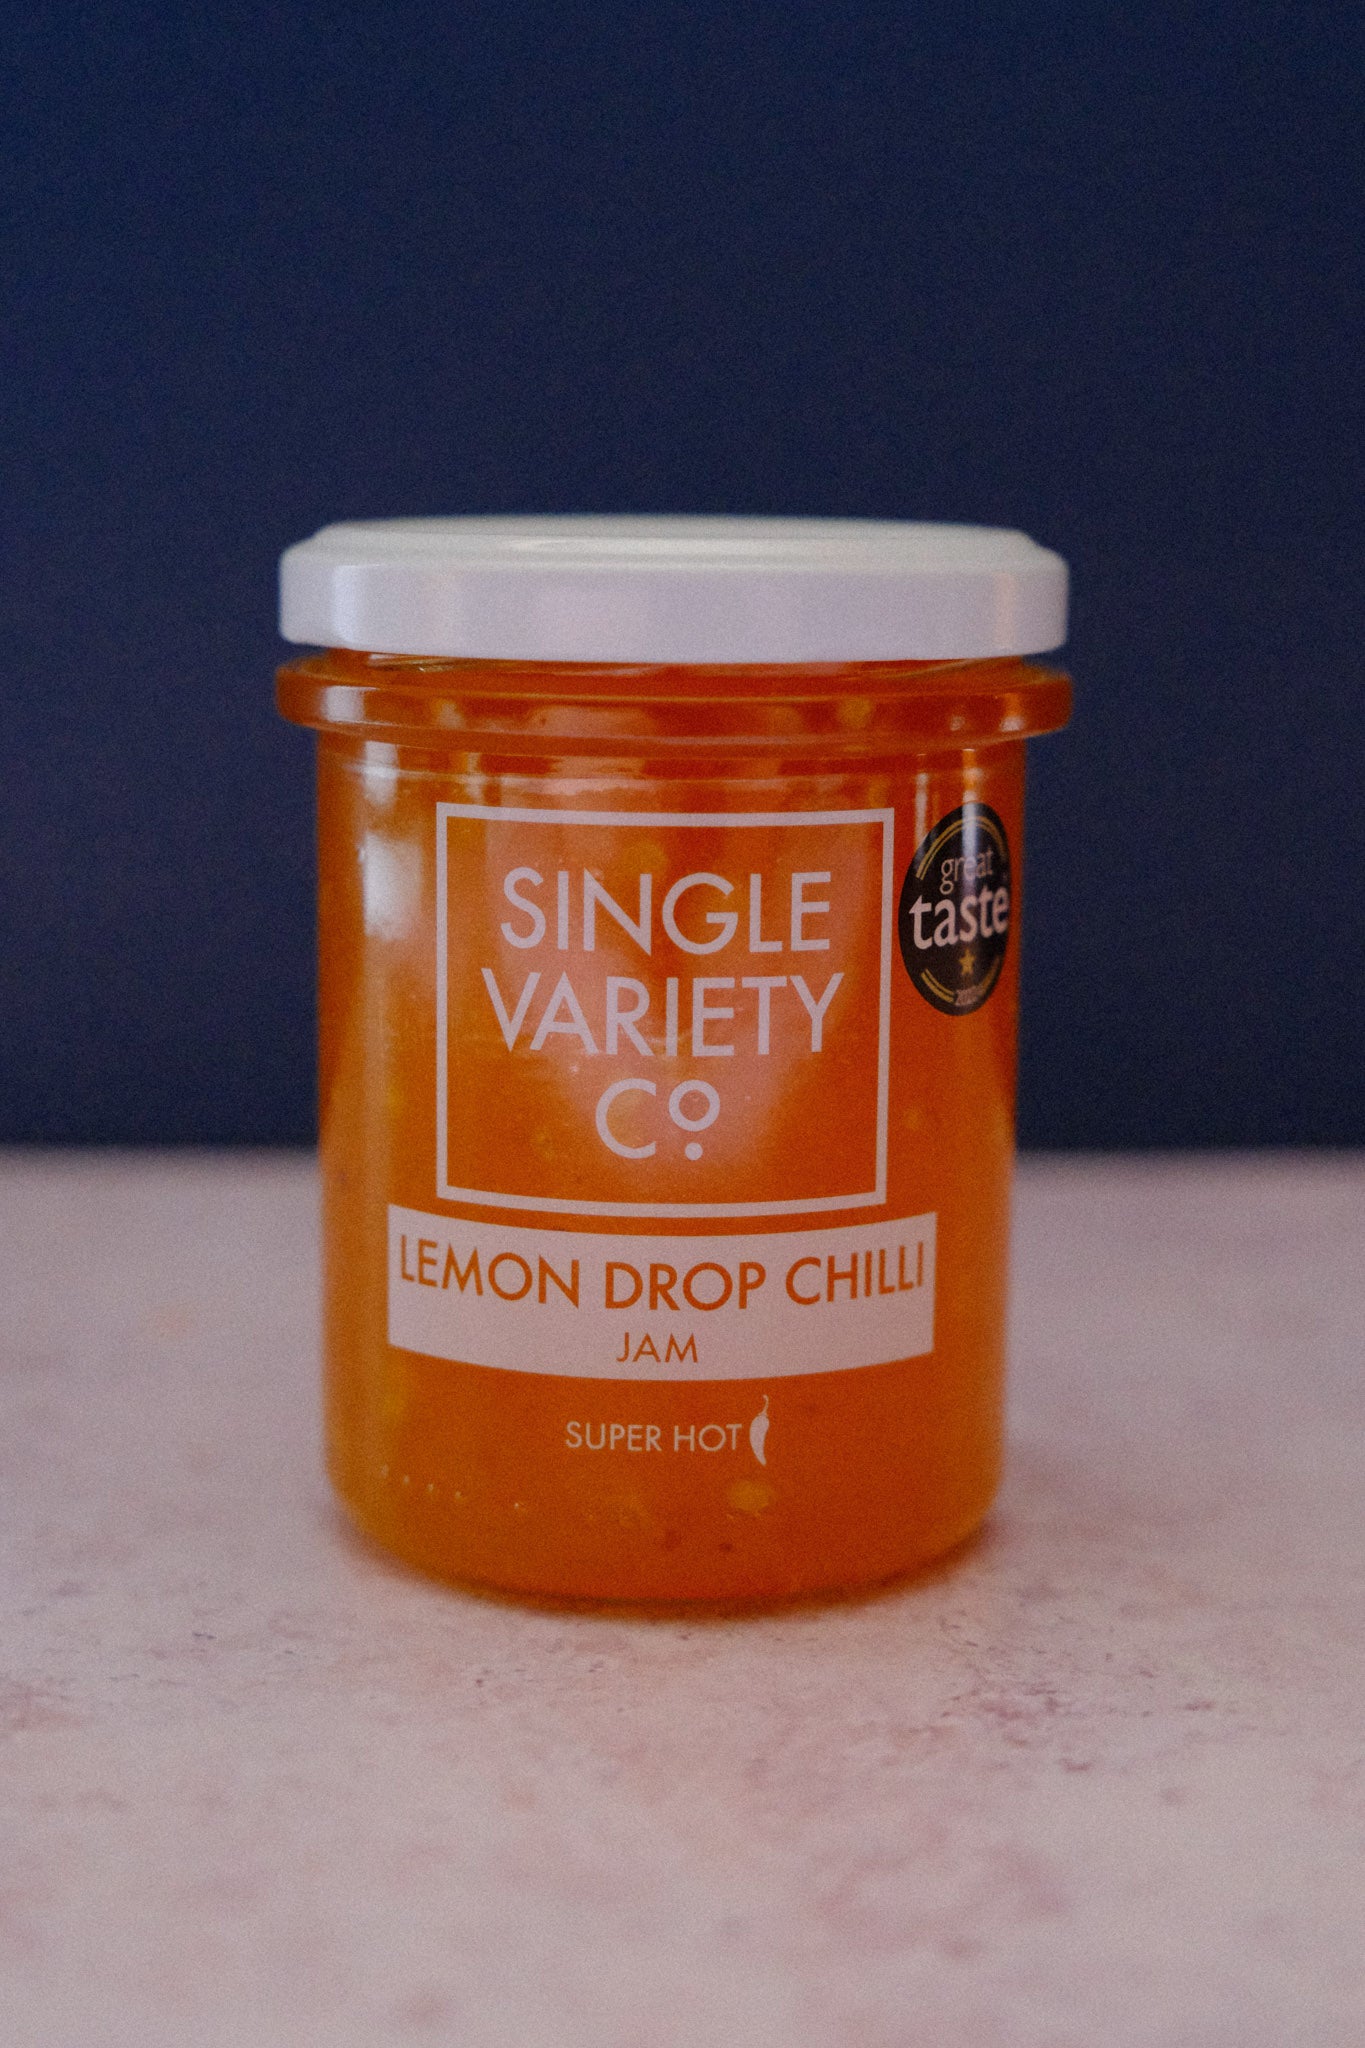 SINGLE
VARIETY
Co
great
taste
LEMON DROP CHILLI
JAM
SUPER HOT